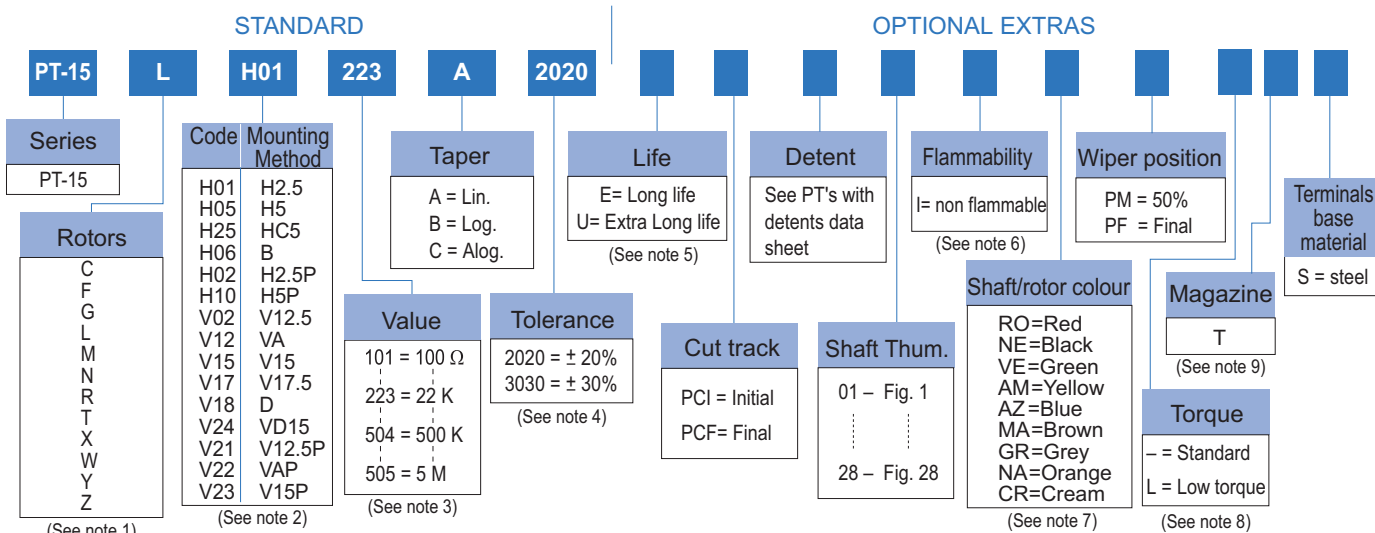 STANDARD
OPTIONAL EXTRAS
PT-15 L H01 223 A 2020
Series
PT-15
Rotors
C
F
G
L
M
N
R
T
X
W
Y
Z
(See note 1)
Code Mounting Method
H01 H2.5
H05 H5
H25 HC5
H06 B
H02 H2.5P
H10 H5P
V02 V12.5
V12 VA
V15 V15
V17 V17.5
V18 D
V24 VD15
V21 V12.5P
V22 VAP
V23 V15P
(See note 2)
Value
101 = 100 Ω
223 = 22 K
504 = 500 K
505 = 5 M
(See note 3)
Taper
A = Lin.
B = Log.
C = Alog.
Tolerance
2020 = ± 20%
3030 = ± 30%
(See note 4)
Life
E= Long life
U= Extra Long life
(See note 5)
Cut track
PCI = Initial
PCF= Final
Detent
See PT's with
detents data
sheet
Shaft Thum.
01 – Fig. 1
28 – Fig. 28
Flammability
I= non flammable
(See note 6)
Shaft/rotor colour
RO=Red
NE=Black
VE=Green
AM=Yellow
AZ=Blue
MA=Brown
GR=Grey
NA=Orange
CR=Cream
(See note 7)
Wiper position
PM = 50%
PF = Final
Torque
– = Standard
L = Low torque
(See note 8)
Magazine
T
(See note 9)
Terminals
base
material
S = steel